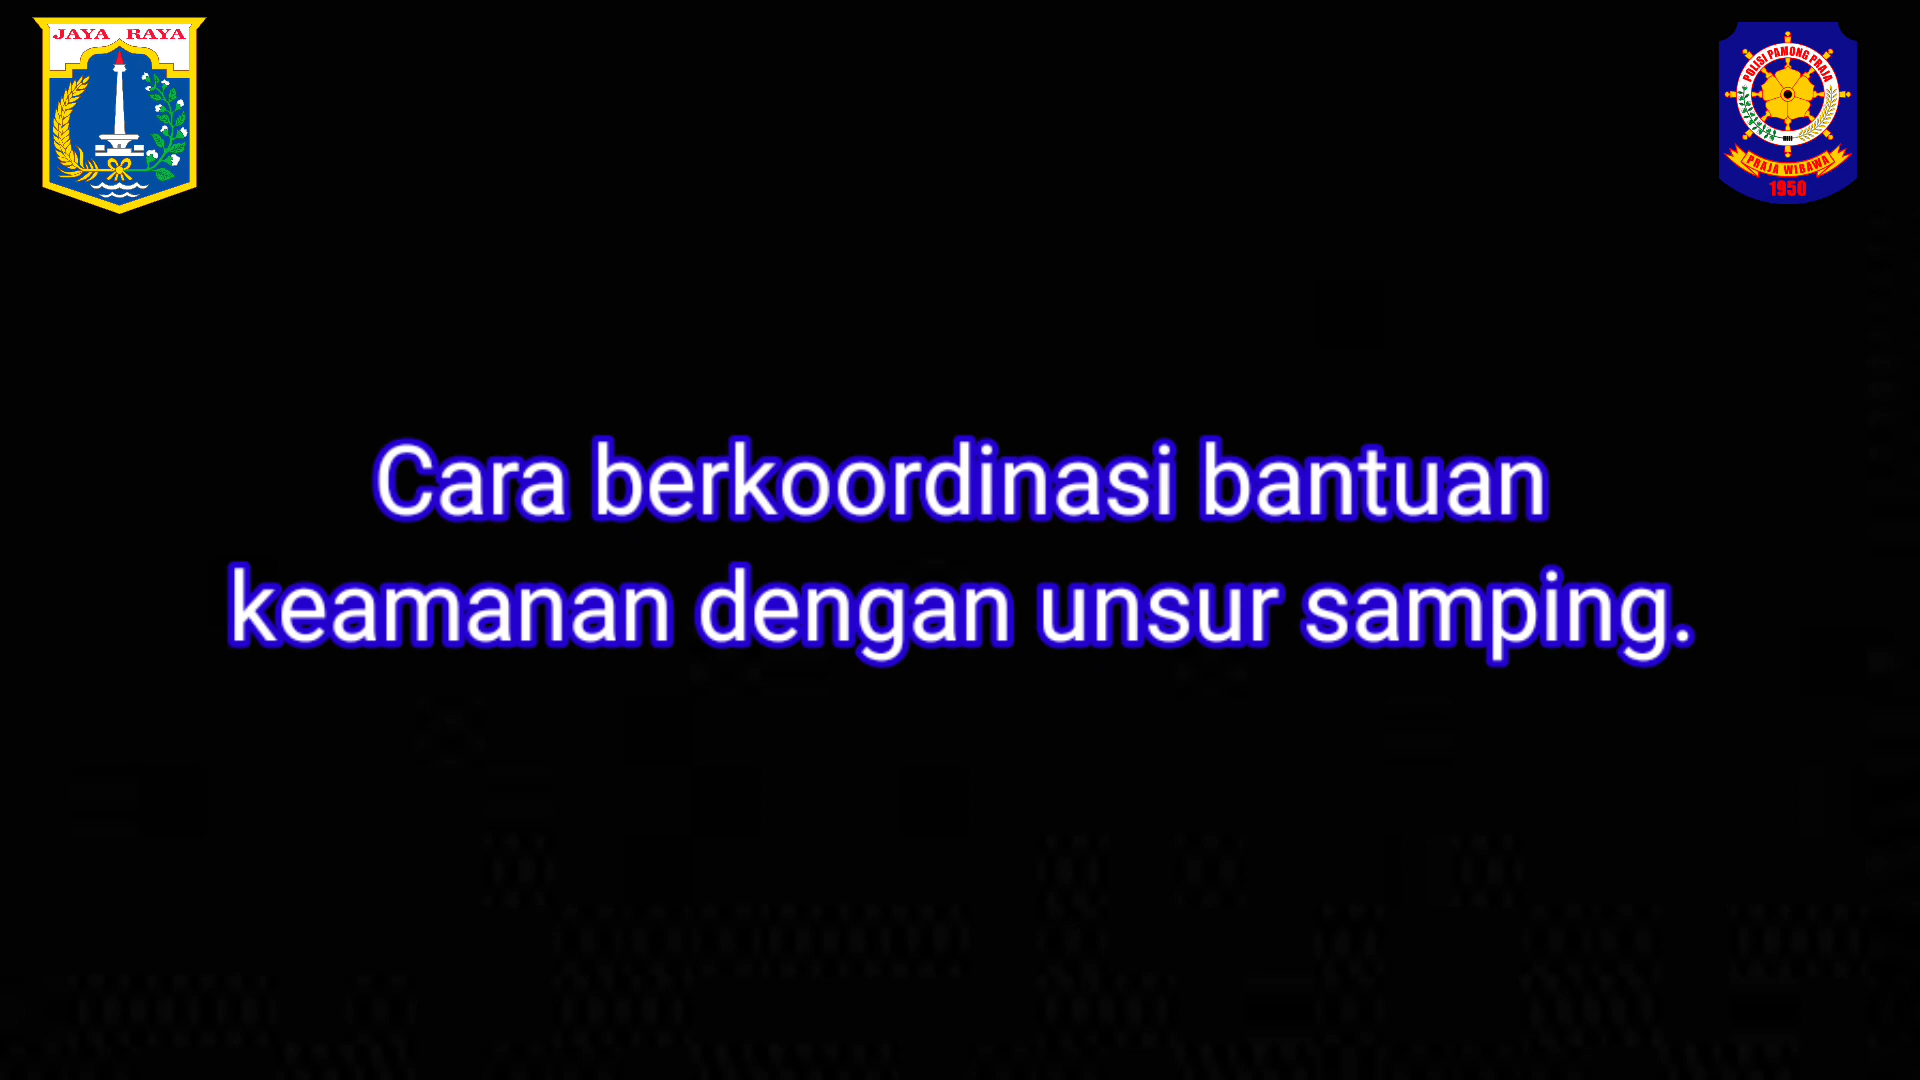 JAYA RAYA
POLISI PAMONG PRAJA
PRAJA WIBAWA
1950
Cara berkoordinasi bantuan
keamanan dengan unsur samping.